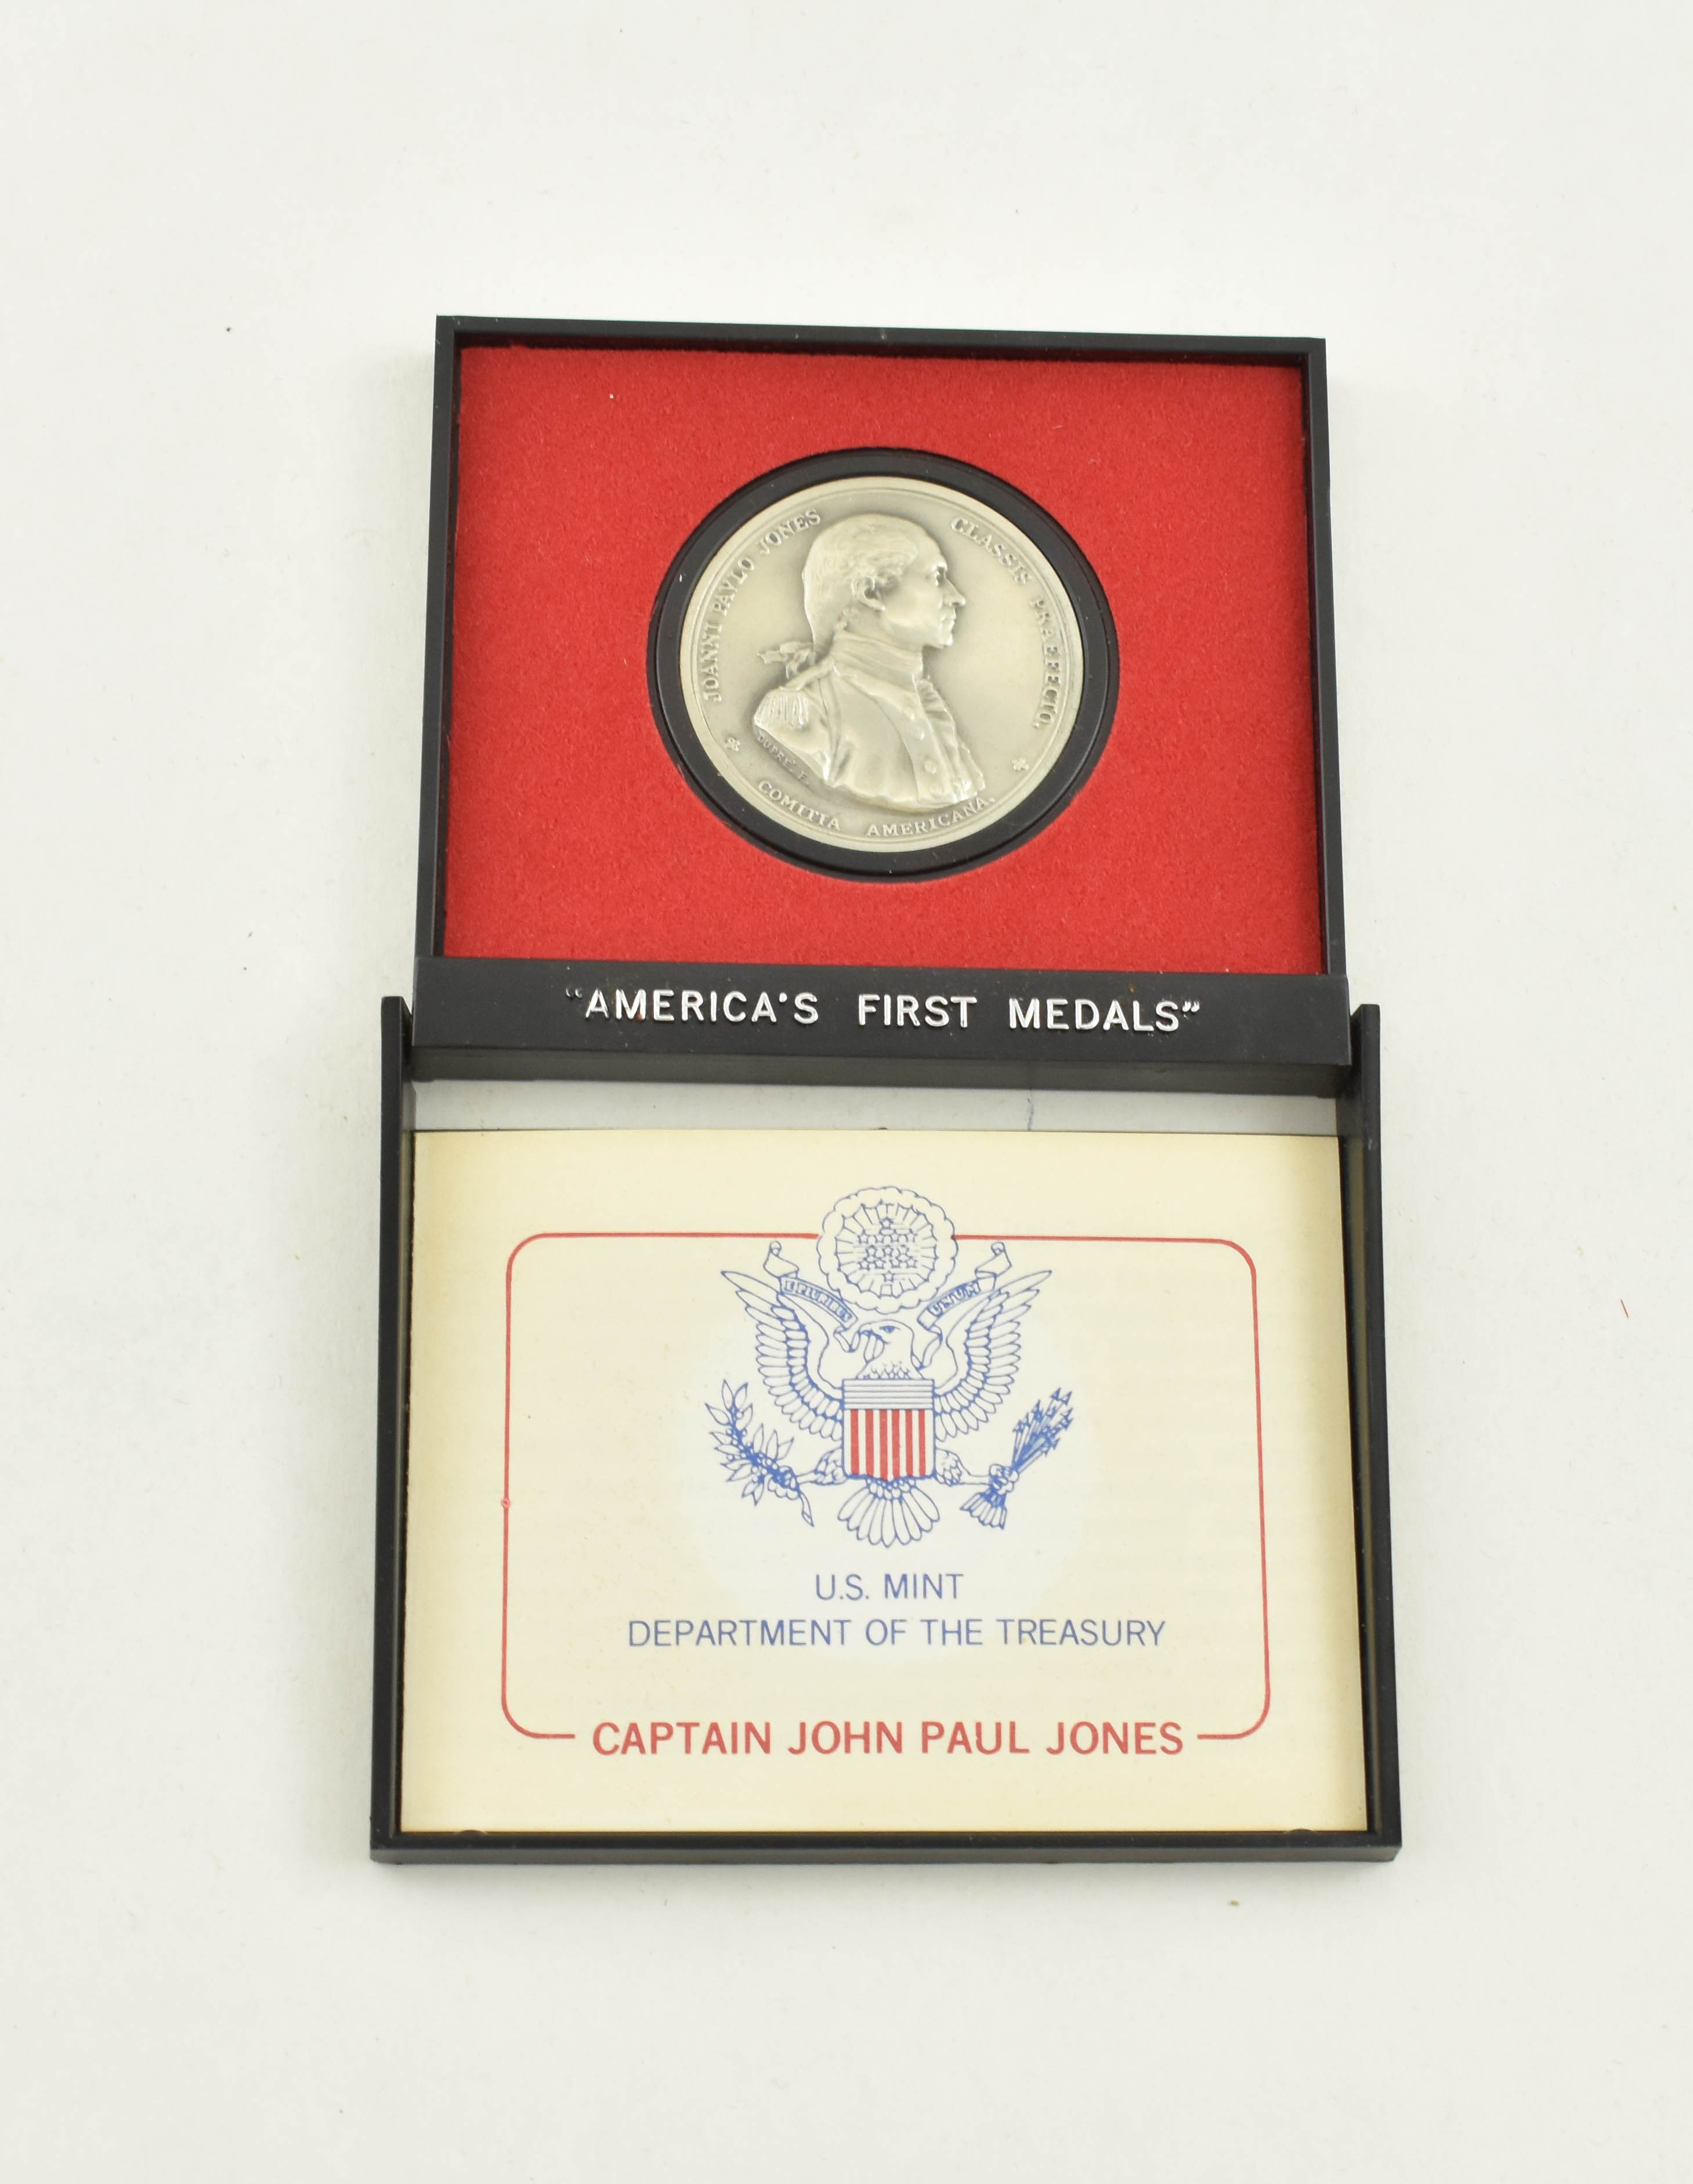 JOANNI PAVLO JONES CLASSIS PRAEFECTO.
DUPRÉ. F.
COMITIA AMERICANA.
“AMERICA'S FIRST MEDALS”
E PLURIBUS UNUM
U.S. MINT
DEPARTMENT OF THE TREASURY
CAPTAIN JOHN PAUL JONES